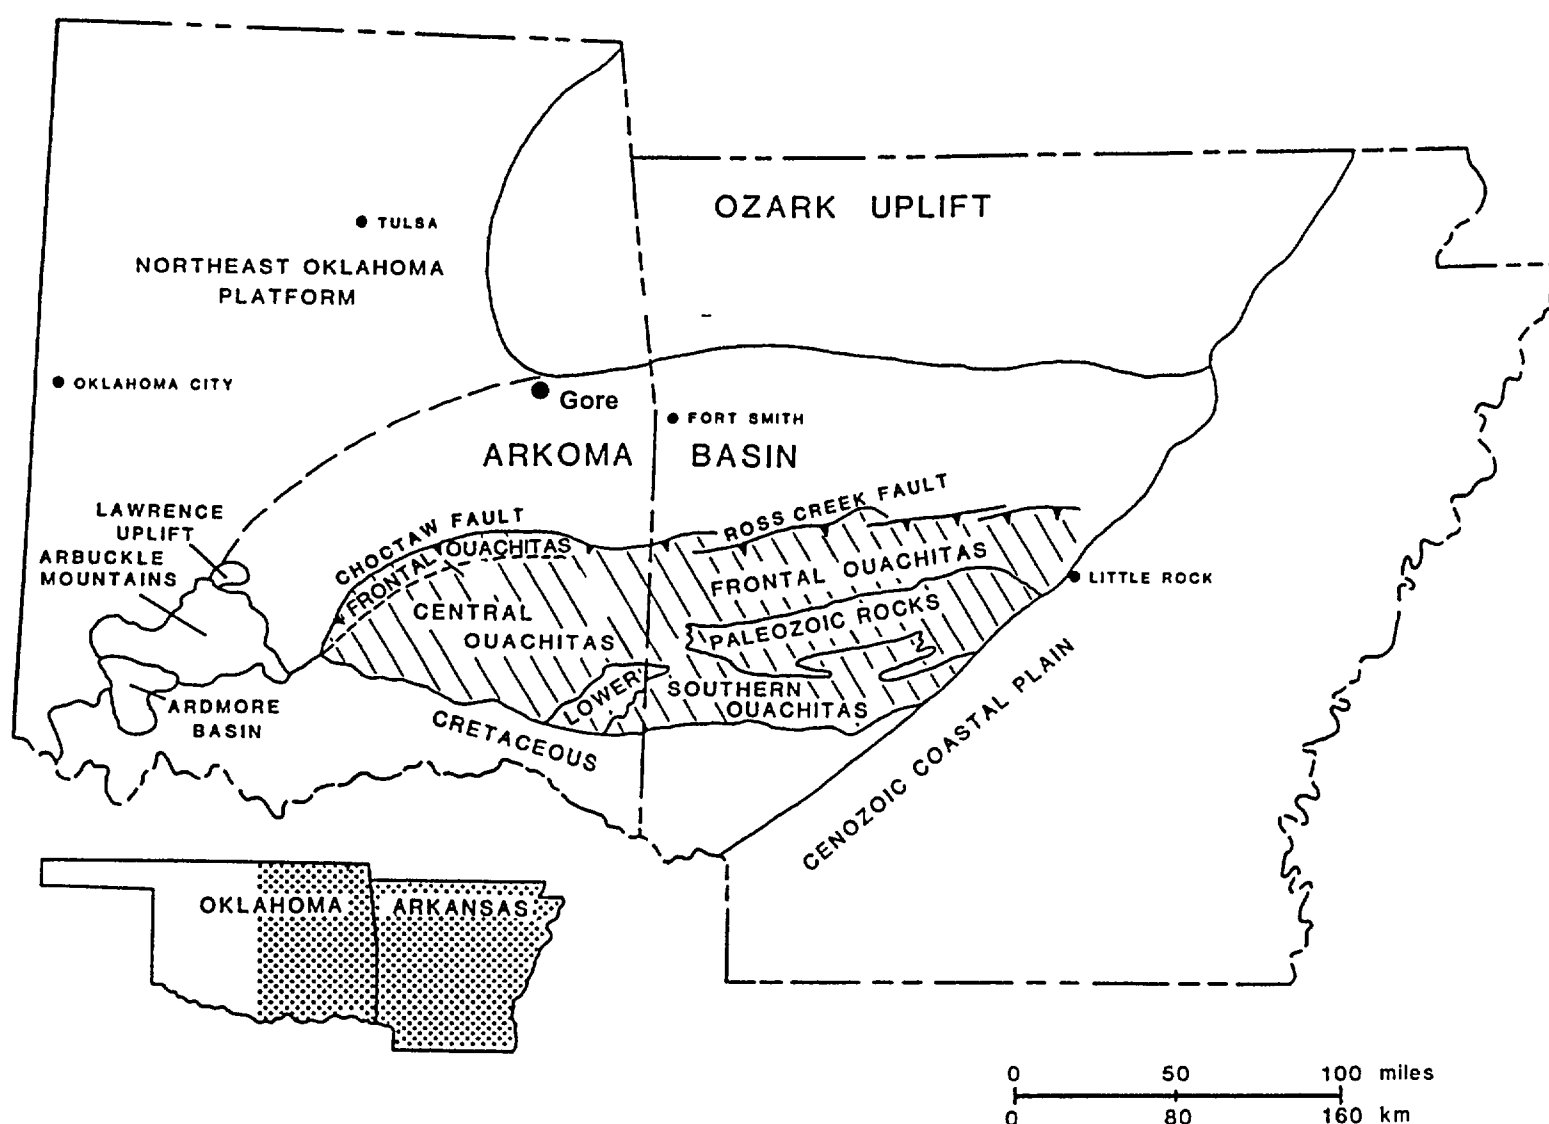 OZARK UPLIFT
TULSA
NORTHEAST OKLAHOMA
PLATFORM
OKLAHOMA CITY
Gore
FORT SMITH
ARKOMA BASIN
LAWRENCE
UPLIFT
ARBUCKLE
MOUNTAINS
CHOCTAW FAULT
ROSS CREEK FAULT
FRONTAL OUACHITAS
FRONTAL OUACHITAS
LITTLE ROCK
CENTRAL
OUACHITAS
LOWER PALEOZOIC ROCKS
SOUTHERN
OUACHITAS
ARDMORE
BASIN
CRETACEOUS
CENOZOIC COASTAL PLAIN
OKLAHOMA
ARKANSAS
0 50 100 miles
0 80 160 km